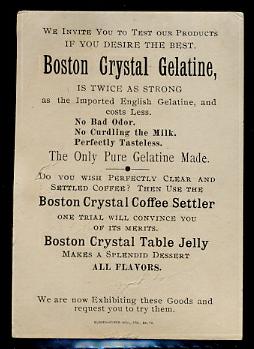 We Invite You to Test our Products
if you desire the best.
Boston Crystal Gelatine,
is twice as strong
as the Imported English Gelatine, and
costs Less.
No Bad Odor.
No Curdling the Milk.
Perfectly Tasteless.
The Only Pure Gelatine Made.
Do you wish Perfectly Clear and
Settled Coffee? Then Use the
Boston Crystal Coffee Settler
one trial will convince you
of its merits.
Boston Crystal Table Jelly
Makes a Splendid Dessert
ALL FLAVORS.
We are now Exhibiting these Goods and
request you to try them.